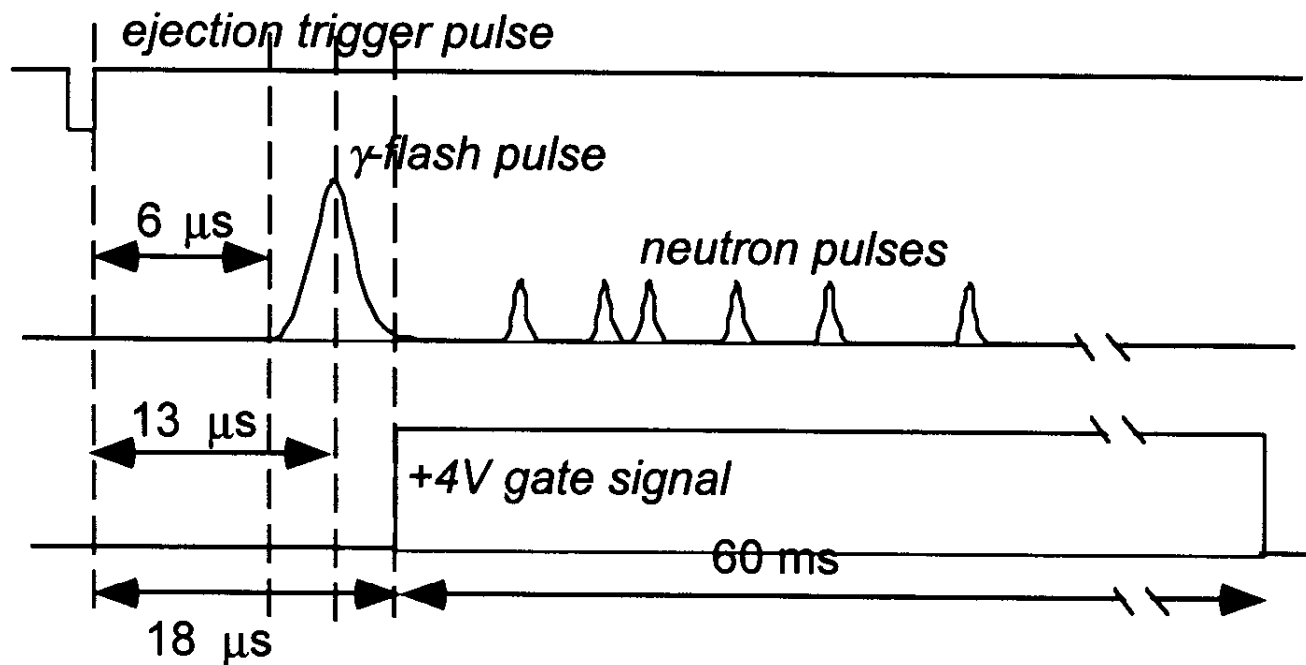 ejection trigger pulse
γ-flash pulse
6 μs
neutron pulses
13 μs
+4V gate signal
60 ms
18 μs